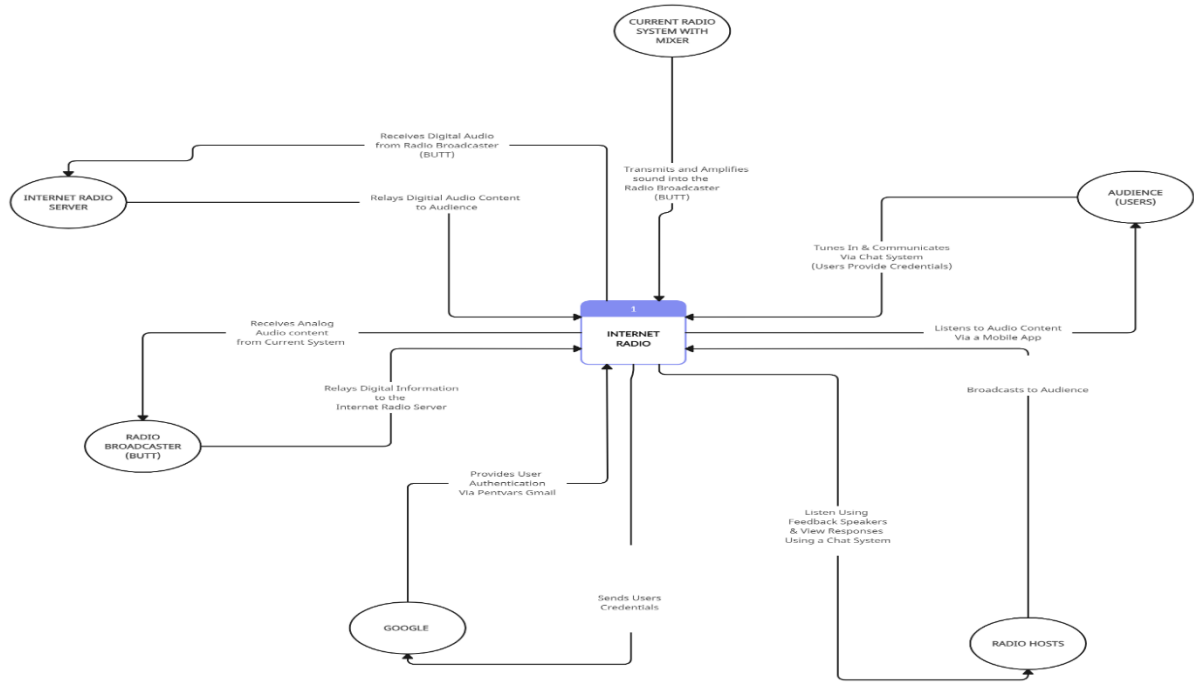 CURRENT RADIO
SYSTEM WITH
MIXER
Receives Digital Audio
from Radio Broadcaster
(BUTT)
Transmits and Amplifies
sound into the
Radio Broadcaster
(BUTT)
INTERNET RADIO
SERVER
Relays Digitial Audio Content
to Audience
AUDIENCE
(USERS)
Tunes In & Communicates
Via Chat System
(Users Provide Credentials)
1
INTERNET
RADIO
Receives Analog
Audio content
from Current System
Listens to Audio Content
Via a Mobile App
Relays Digital Information
to the
Internet Radio Server
Broadcasts to Audience
RADIO
BROADCASTER
(BUTT)
Provides User
Authentication
Via Pentvars Gmail
Listen Using
Feedback Speakers
& View Responses
Using a Chat System
Sends Users
Credentials
GOOGLE
RADIO HOSTS